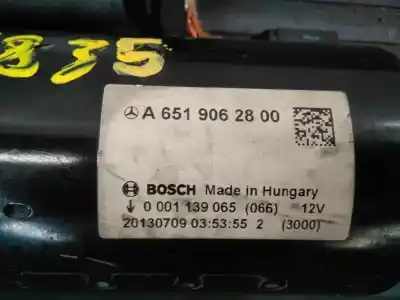 835
A 651 906 28 00
BOSCH Made in Hungary
↓ 0 001 139 065 (066) 12V
20130709 03:53:55 2 (3000)